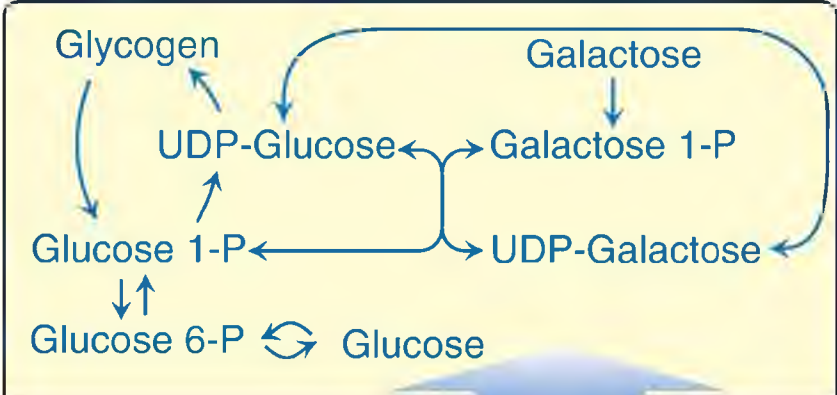 Glycogen
Galactose
UDP-Glucose
Galactose 1-P
Glucose 1-P
UDP-Galactose
Glucose 6-P
Glucose